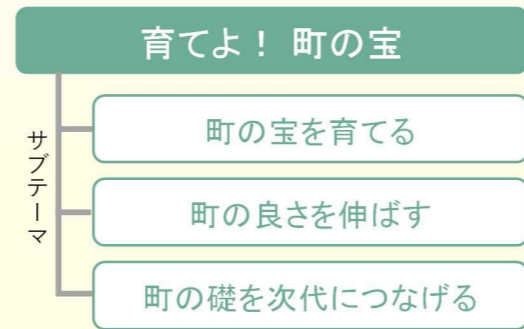 育てよ！ 町の宝
サブテーマ
町の宝を育てる
町の良さを伸ばす
町の礎を次代につなげる